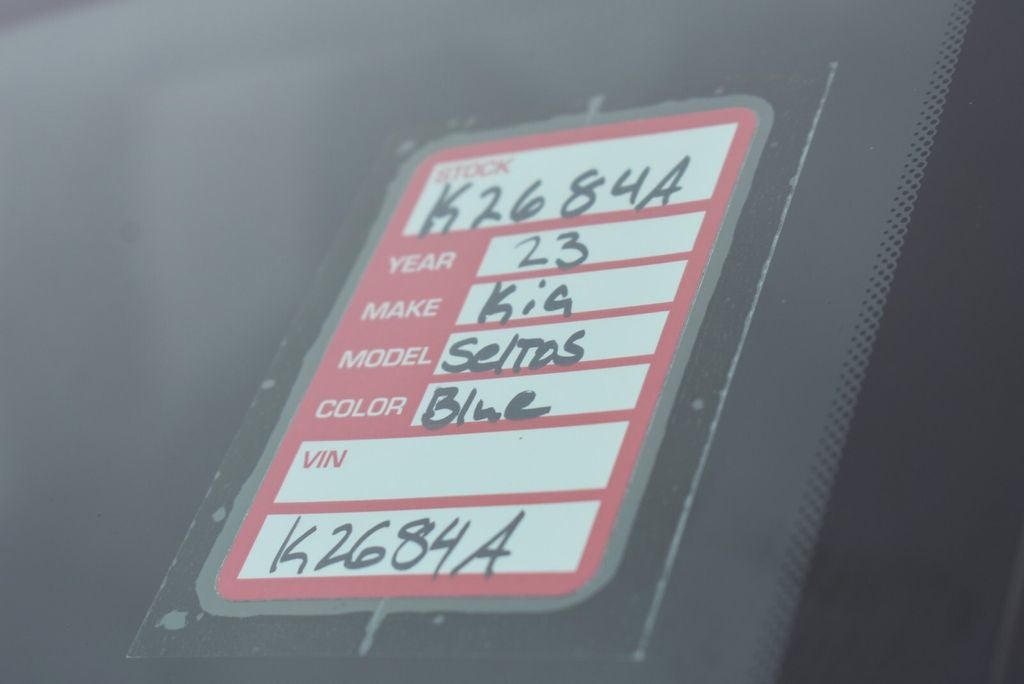 STOCK
K2684A
YEAR 23
MAKE Kia
MODEL Seltos
COLOR Blue
VIN
K2684A